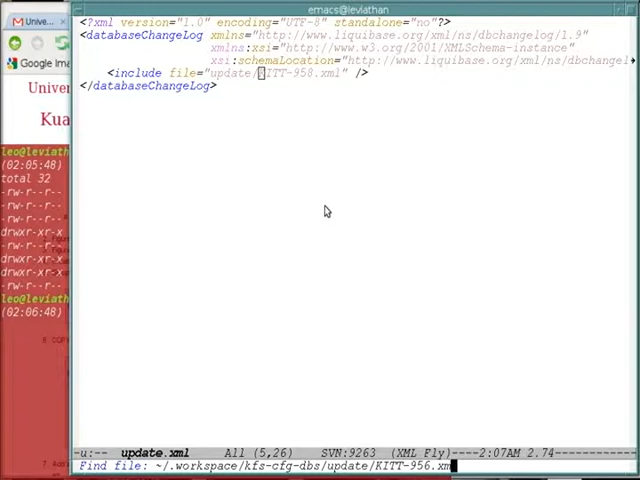 emacs@leviathan
Unive
Google Ima
Univer
Kua
leo@leviath
(02:05:48)
total 32
-rw-r--r--
-rw-r--r--
-rw-r--r--
drwxr-xr-x
-rw-r--r--
drwxr-xr-x
drwxr-xr-x
-rw-r--r--
leo@leviath
(02:06:48)
<?xml version="1.0" encoding="UTF-8" standalone="no"?>
<databaseChangeLog xmlns="http://www.liquibase.org/xml/ns/dbchangelog/1.9"
xmlns:xsi="http://www.w3.org/2001/XMLSchema-instance"
xsi:schemaLocation="http://www.liquibase.org/xml/ns/dbchangel
<include file="update/KITT-958.xml" />
</databaseChangeLog>
-u:-- update.xml All (5,26) SVN:9263 (XML Fly)----2:07AM 2.74------------
Find file: ~/.workspace/kfs-cfg-dbs/update/KITT-956.xm